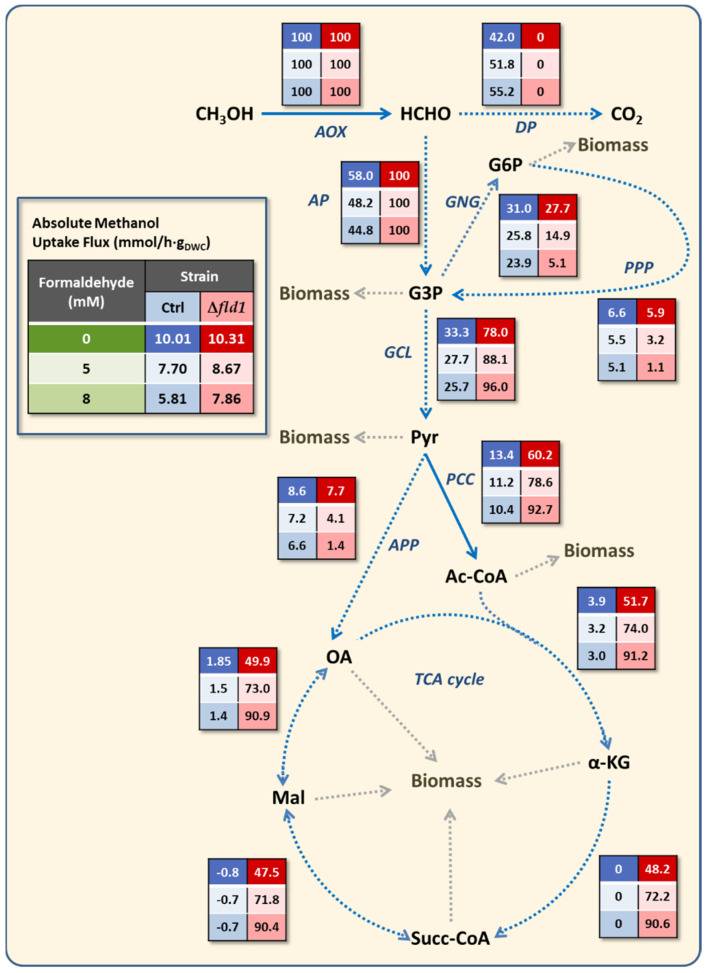 100 100
100 100
100 100
42.0 0
51.8 0
55.2 0
CH3OH
HCHO
CO2
AOX
DP
Biomass
G6P
58.0 100
48.2 100
44.8 100
AP
GNG
31.0 27.7
25.8 14.9
23.9 5.1
PPP
Absolute Methanol
Uptake Flux (mmol/h·gDWC)
Formaldehyde
(mM)
Strain
Ctrl Δfld1
0 10.01 10.31
5 7.70 8.67
8 5.81 7.86
Biomass
G3P
6.6 5.9
5.5 3.2
5.1 1.1
33.3 78.0
27.7 88.1
25.7 96.0
GCL
Biomass
Pyr
13.4 60.2
11.2 78.6
10.4 92.7
PCC
8.6 7.7
7.2 4.1
6.6 1.4
APP
Biomass
Ac-CoA
3.9 51.7
3.2 74.0
3.0 91.2
1.85 49.9
1.5 73.0
1.4 90.9
OA
TCA cycle
α-KG
Biomass
Mal
-0.8 47.5
-0.7 71.8
-0.7 90.4
0 48.2
0 72.2
0 90.6
Succ-CoA